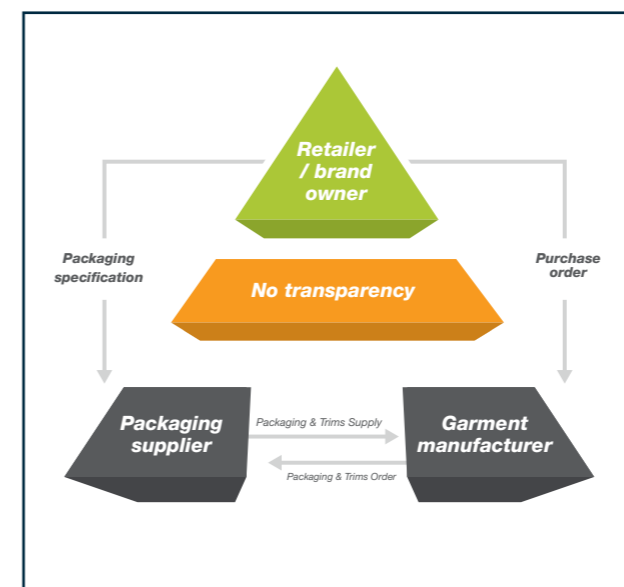 Retailer
/ brand
owner
Packaging
specification
Purchase
order
No transparency
Packaging
supplier
Packaging & Trims Supply
Packaging & Trims Order
Garment
manufacturer